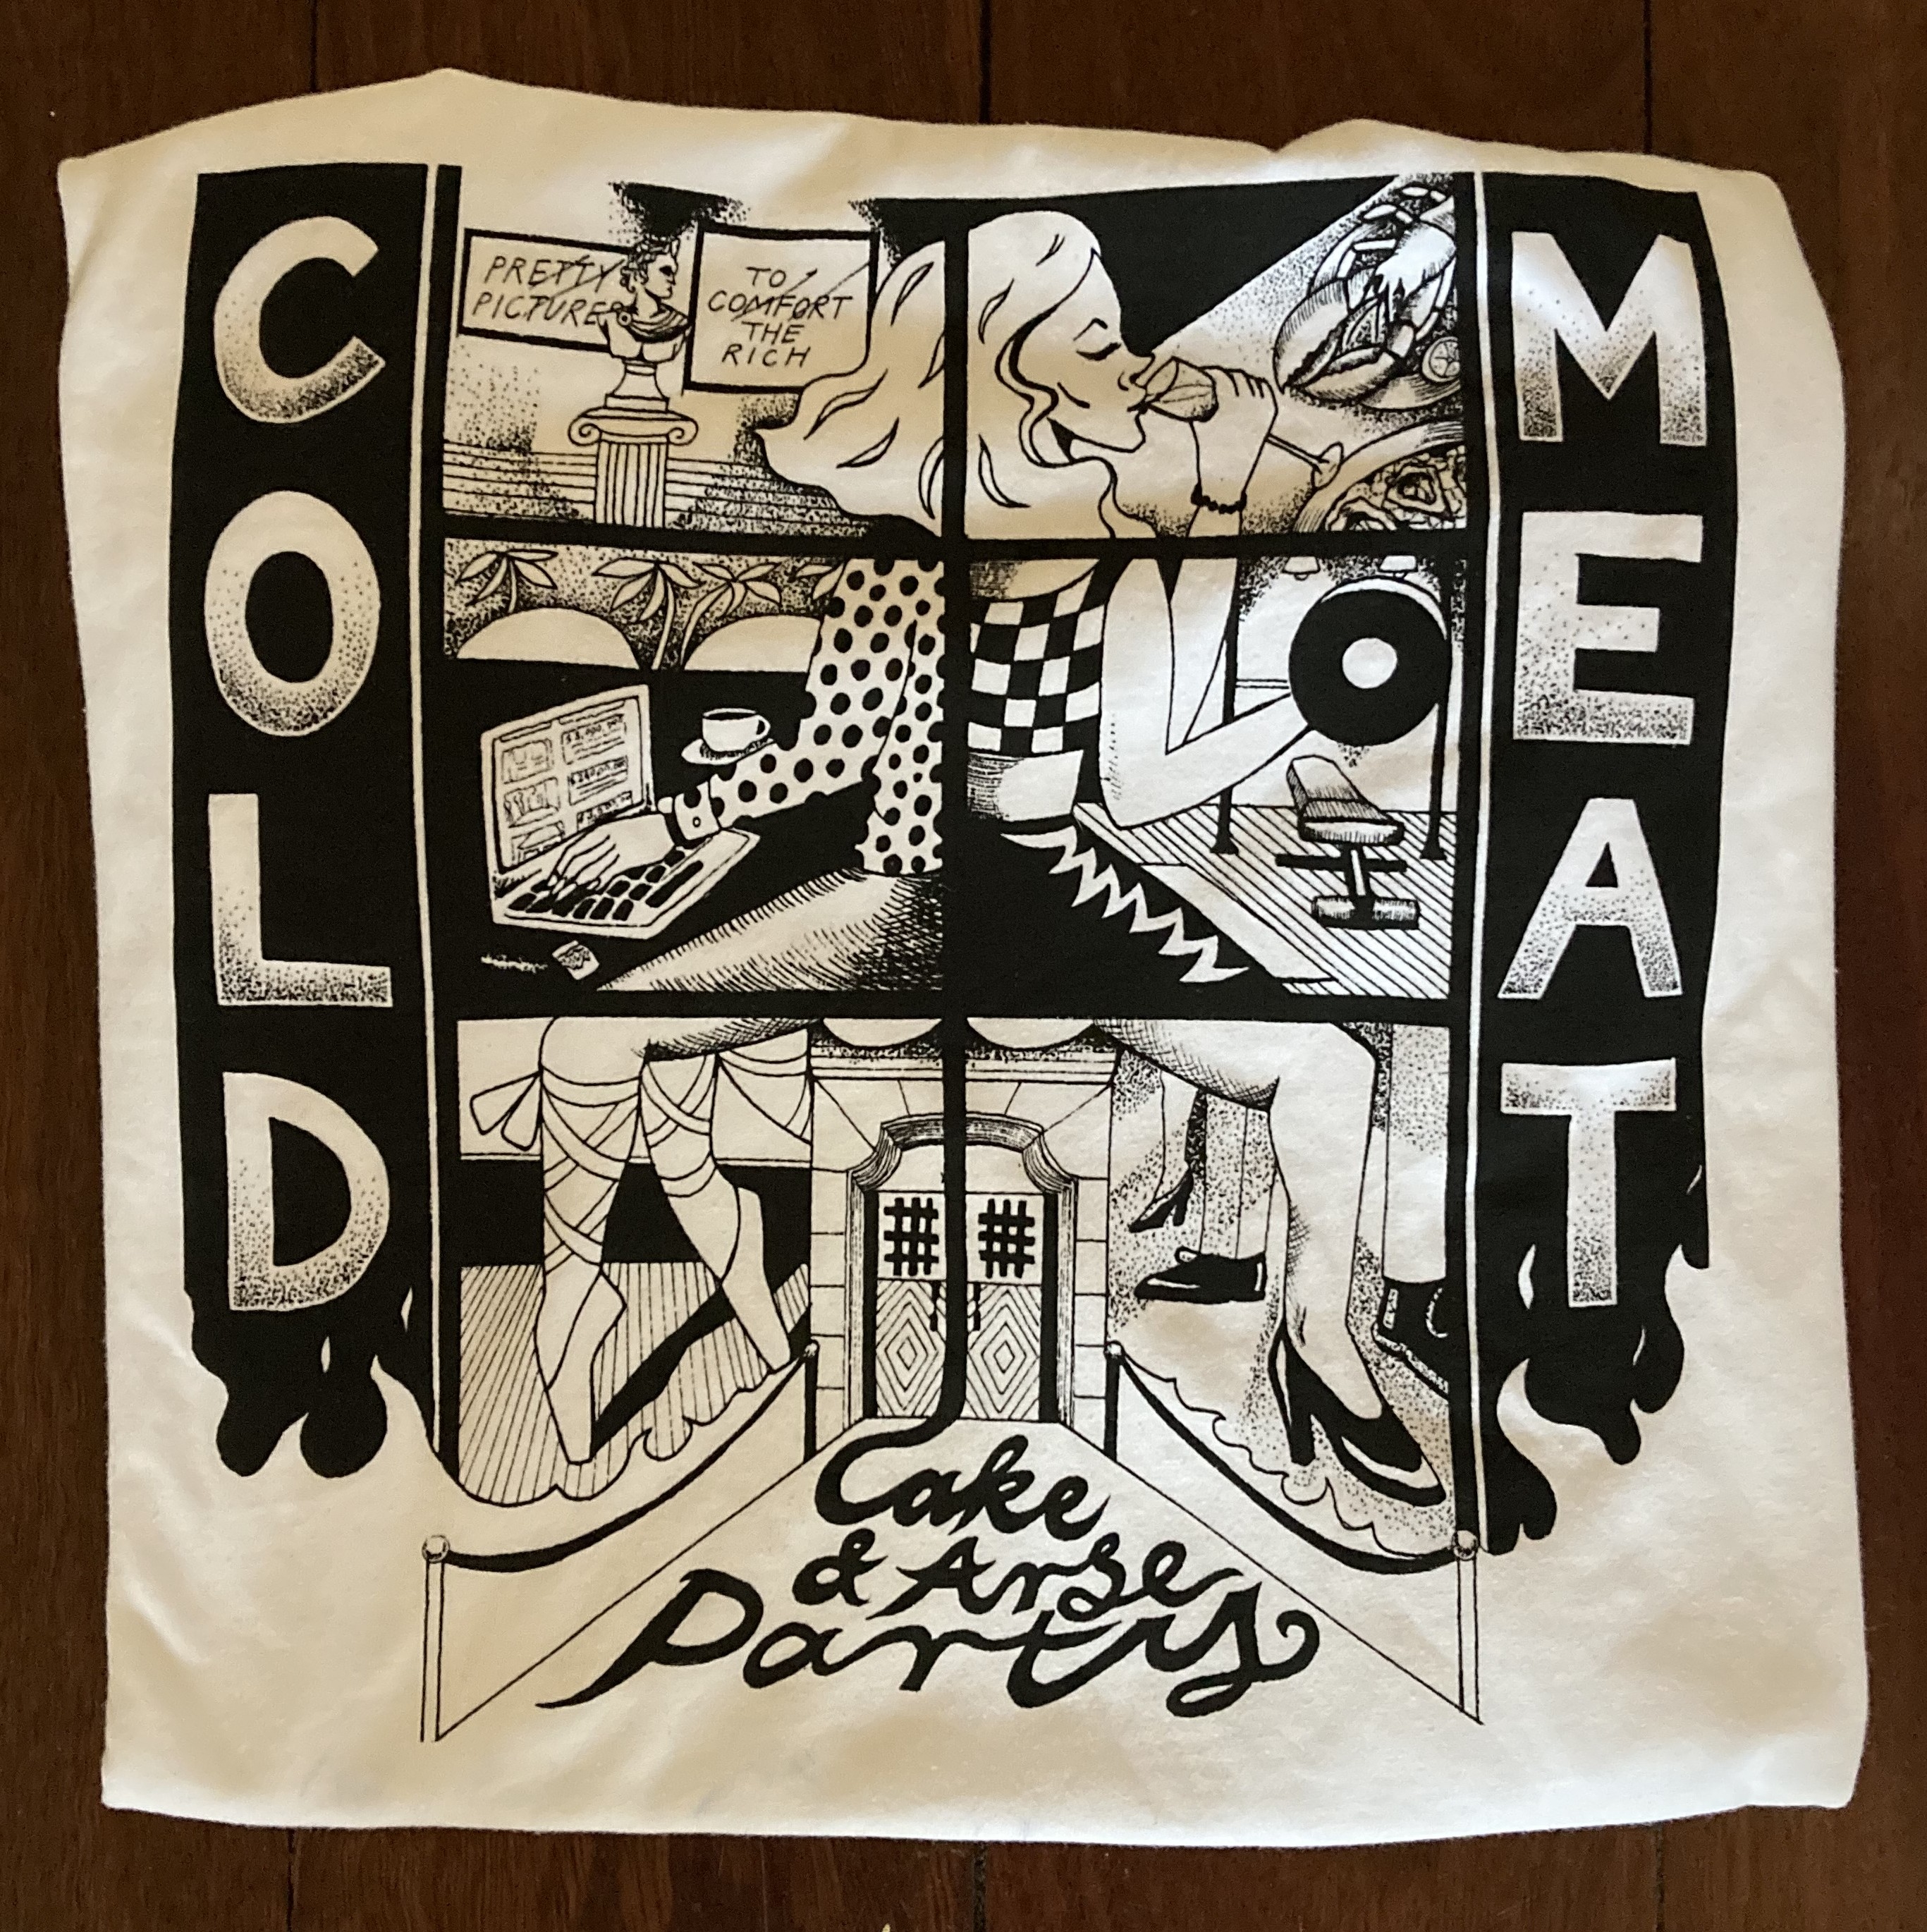 COLD
MEAT
PRETTY
PICTURES
TO
COMFORT
THE
RICH
Cake
& Arse
Party